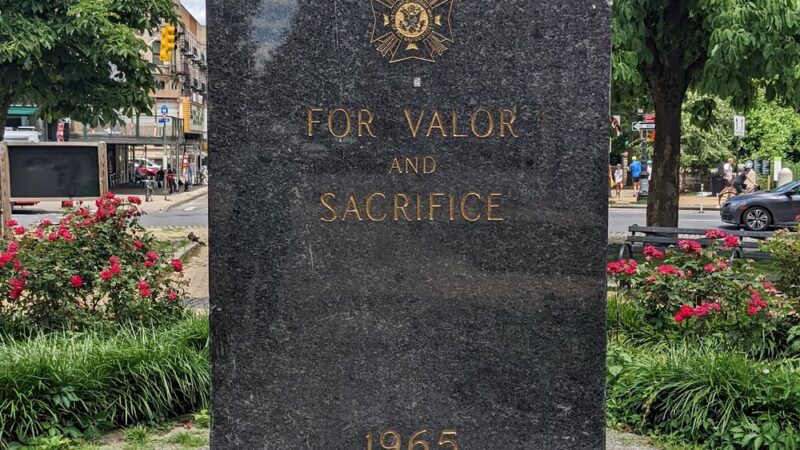 FOR VALOR
AND
SACRIFICE
1965